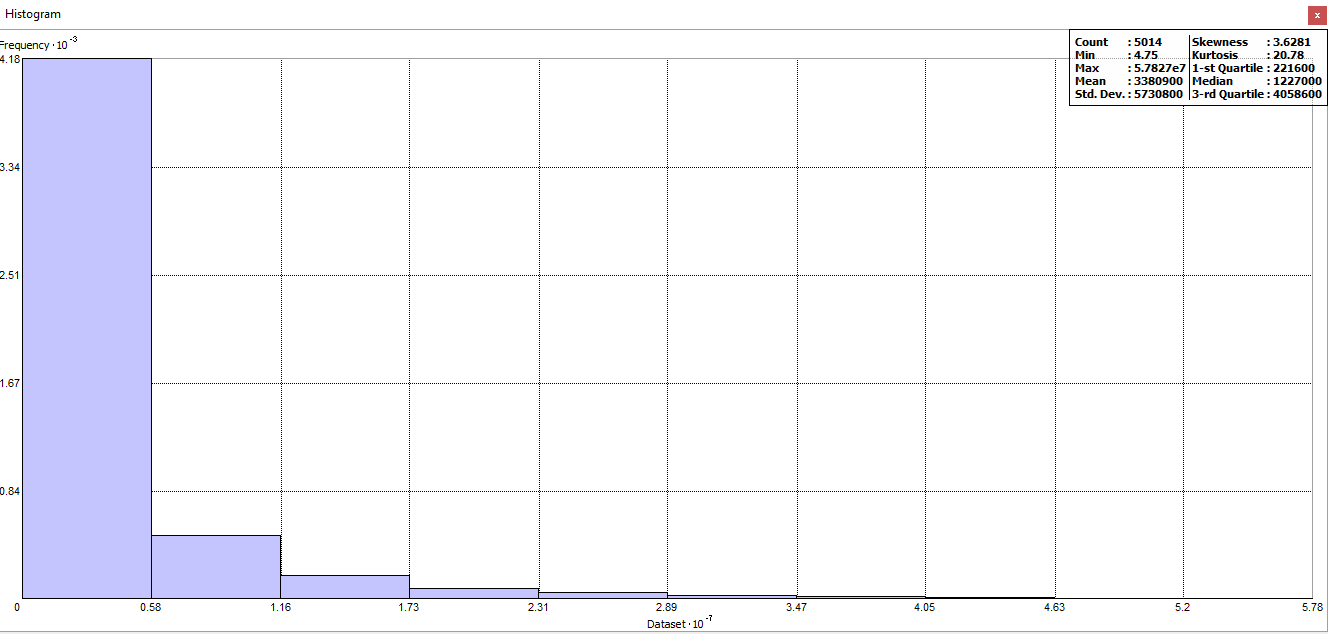 Histogram
x
Frequency · 10 -3
Count : 5014 Skewness : 3.6281
Min : 4.75 Kurtosis : 20.78
Max : 5.7827e7 1-st Quartile : 221600
Mean : 3380900 Median : 1227000
Std. Dev. : 5730800 3-rd Quartile : 4058600
4.18
3.34
2.51
1.67
0.84
0 0.58 1.16 1.73 2.31 2.89 3.47 4.05 4.63 5.2 5.78
Dataset · 10 -7